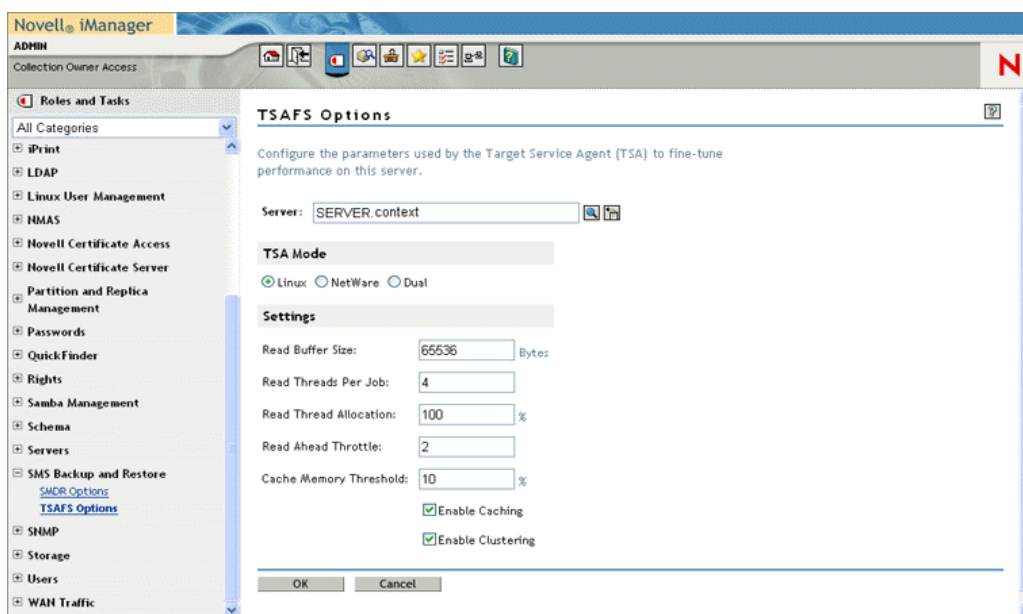 Novell® iManager
ADMIN
Collection Owner Access
N
Roles and Tasks
All Categories
iPrint
LDAP
Linux User Management
NMAS
Novell Certificate Access
Novell Certificate Server
Partition and Replica
Management
Passwords
QuickFinder
Rights
Samba Management
Schema
Servers
SMS Backup and Restore
SMDR Options
TSAFS Options
SNMP
Storage
Users
WAN Traffic
TSAFS Options
?
Configure the parameters used by the Target Service Agent (TSA) to fine-tune
performance on this server.
Server: SERVER.context
TSA Mode
Linux NetWare Dual
Settings
Read Buffer Size: 65536 Bytes
Read Threads Per Job: 4
Read Thread Allocation: 100 %
Read Ahead Throttle: 2
Cache Memory Threshold: 10 %
Enable Caching
Enable Clustering
OK Cancel